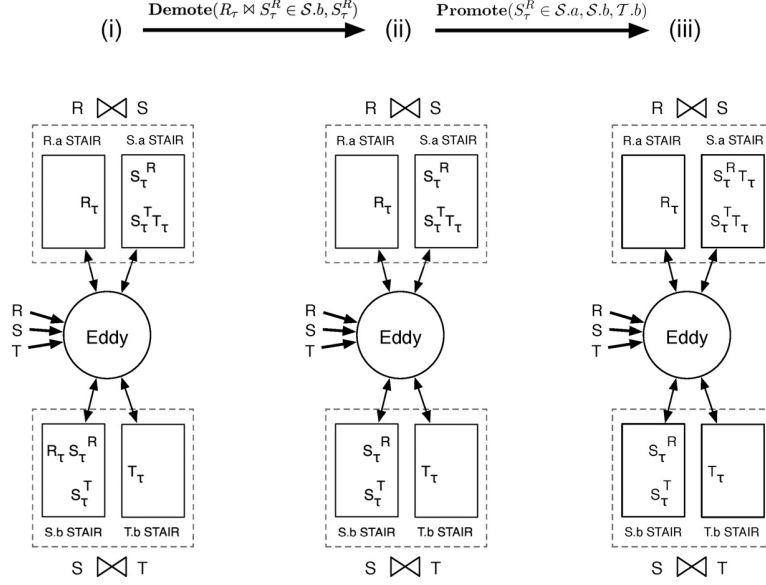 Demote(R_τ ⋈ S_τ^R ∈ S.b, S_τ^R) Promote(S_τ^R ∈ S.a, S.b, T.b)
(i) (ii) (iii)
R ⋈ S R ⋈ S R ⋈ S
R.a STAIR S.a STAIR R.a STAIR S.a STAIR R.a STAIR S.a STAIR
S_τ^R S_τ^R S_τ^R T_τ
R_τ R_τ R_τ
S_τ^T T_τ S_τ^T T_τ S_τ^T T_τ
R R R
S Eddy S Eddy S Eddy
T T T
R_τ S_τ^R S_τ^R S_τ^R
T_τ T_τ T_τ
S_τ^T S_τ^T S_τ^T
S.b STAIR T.b STAIR S.b STAIR T.b STAIR S.b STAIR T.b STAIR
S ⋈ T S ⋈ T S ⋈ T